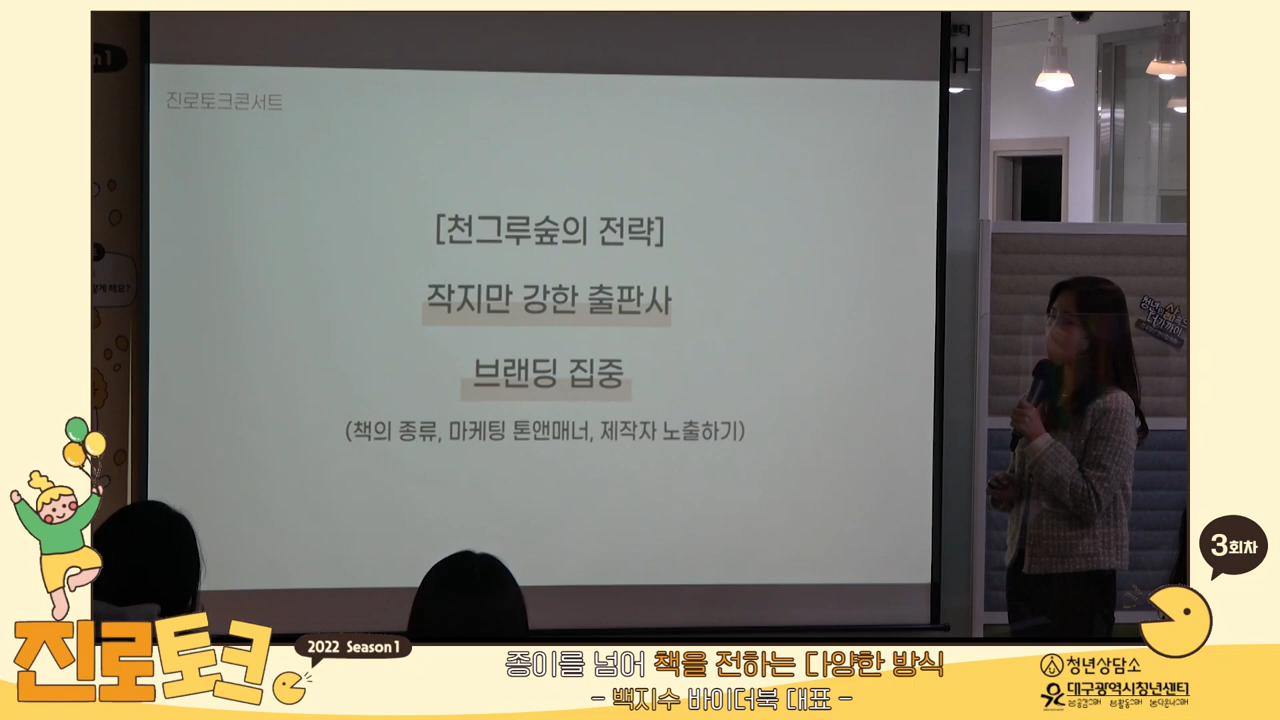 진로토크콘서트
[천그루숲의 전략]
작지만 강한 출판사
브랜딩 집중
(책의 종류, 마케팅 톤앤매너, 제작자 노출하기)
센터
H
n1
3회차
진로토크
2022 Season1
종이를 넘어 책을 전하는 다양한 방식
- 백지수 바이더북 대표 -
청년상담소
대구광역시청년센터